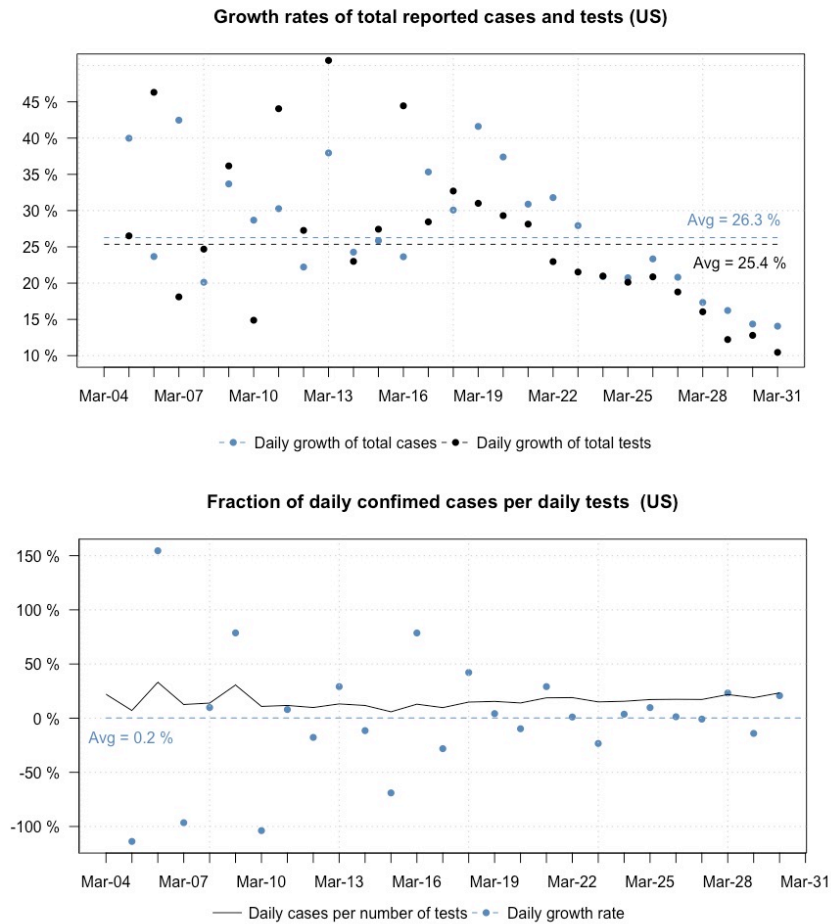 Growth rates of total reported cases and tests (US)
45 %
40 %
35 %
30 %
25 %
20 %
15 %
10 %
Avg = 26.3 %
Avg = 25.4 %
Mar-04 Mar-07 Mar-10 Mar-13 Mar-16 Mar-19 Mar-22 Mar-25 Mar-28 Mar-31
Daily growth of total cases Daily growth of total tests
Fraction of daily confimed cases per daily tests (US)
150 %
100 %
50 %
0 %
-50 %
-100 %
Avg = 0.2 %
Mar-04 Mar-07 Mar-10 Mar-13 Mar-16 Mar-19 Mar-22 Mar-25 Mar-28 Mar-31
Daily cases per number of tests Daily growth rate